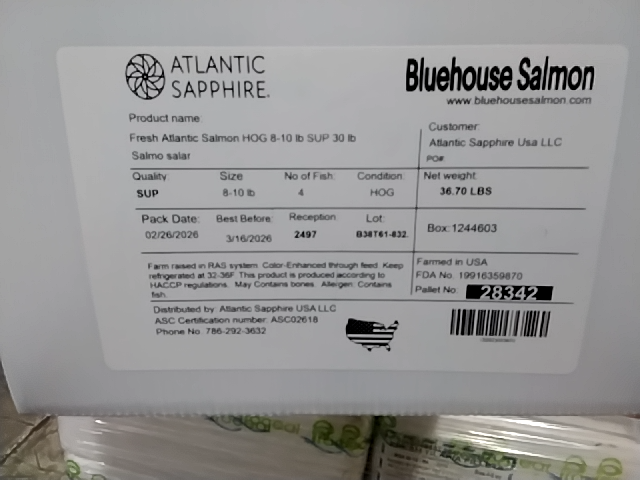 ATLANTIC
SAPPHIRE.
Bluehouse Salmon
www.bluehousesalmon.com
Product name:
Fresh Atlantic Salmon HOG 8-10 lb SUP 30 lb
Salmo salar
Customer:
Atlantic Sapphire Usa LLC
PO#:
Quality: Size No of Fish: Condition: Net weight:
SUP 8-10 lb 4 HOG 36.70 LBS
Pack Date: Best Before: Reception: Lot:
02/26/2026 3/16/2026 2497 B38T61-832.
Box: 1244603
Farm raised in RAS system. Color-Enhanced through feed. Keep
refrigerated at 32-36F. This product is produced according to
HACCP regulations. May Contains bones. Allergen: Contains
fish.
Farmed in USA
FDA No. 19916359870
Pallet No: 28342
Distributed by: Atlantic Sapphire USA LLC
ASC Certification number: ASC02618
Phone No. 786-292-3632